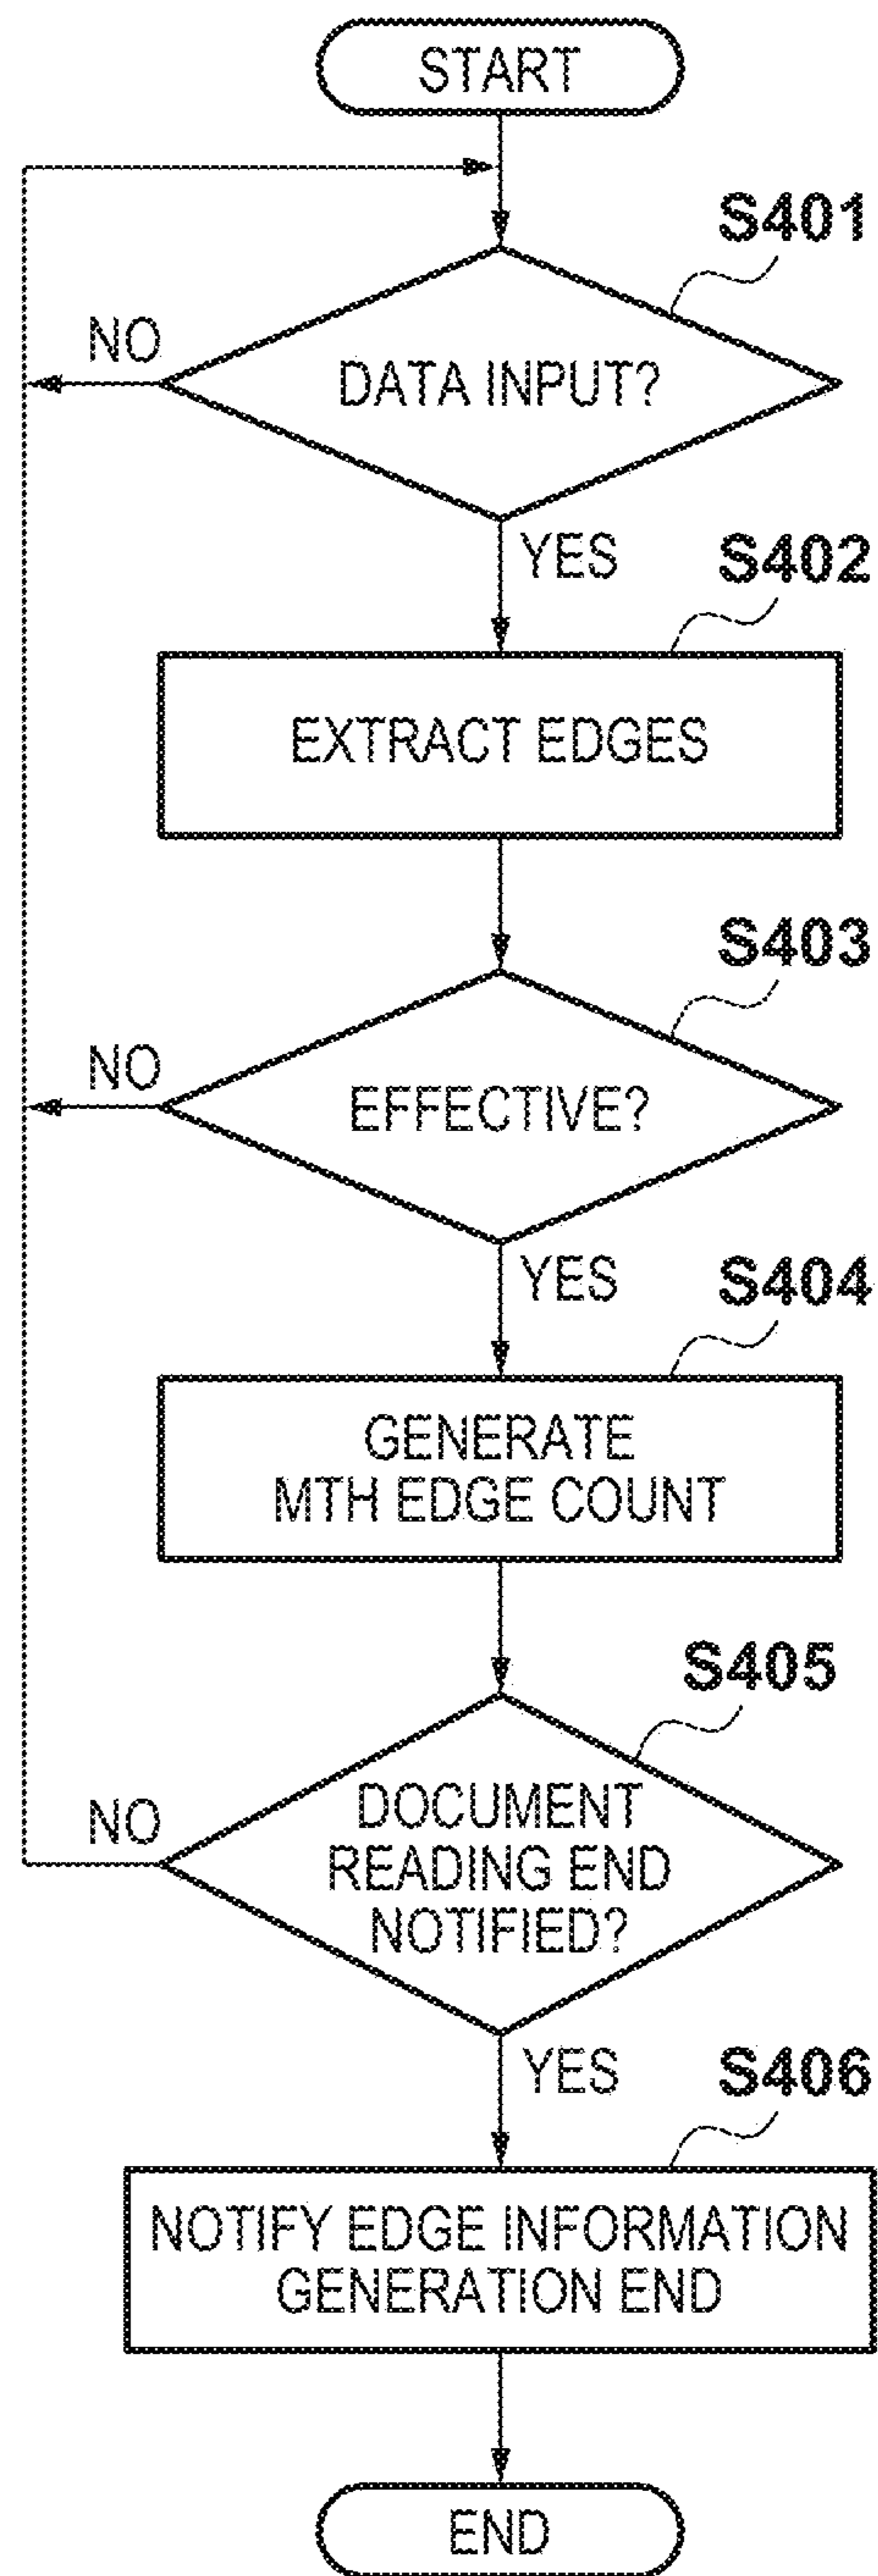 START
S401
NO
DATA INPUT?
YES
S402
EXTRACT EDGES
S403
NO
EFFECTIVE?
YES
S404
GENERATE
MTH EDGE COUNT
S405
NO
DOCUMENT
READING END
NOTIFIED?
YES
S406
NOTIFY EDGE INFORMATION
GENERATION END
END